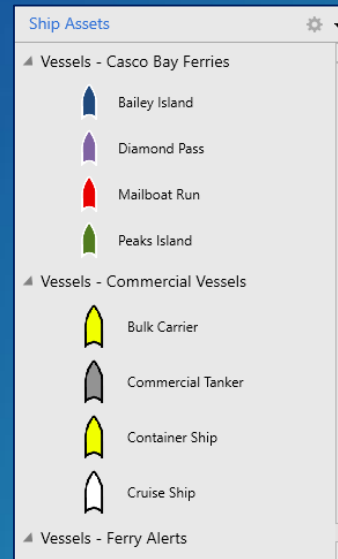 Ship Assets
Vessels - Casco Bay Ferries
Bailey Island
Diamond Pass
Mailboat Run
Peaks Island
Vessels - Commercial Vessels
Bulk Carrier
Commercial Tanker
Container Ship
Cruise Ship
Vessels - Ferry Alerts